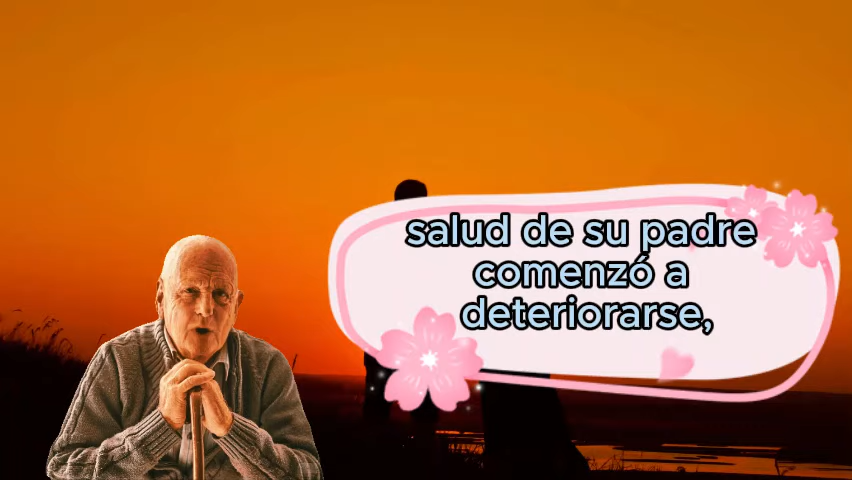 salud de su padre
comenzó a
deteriorarse,